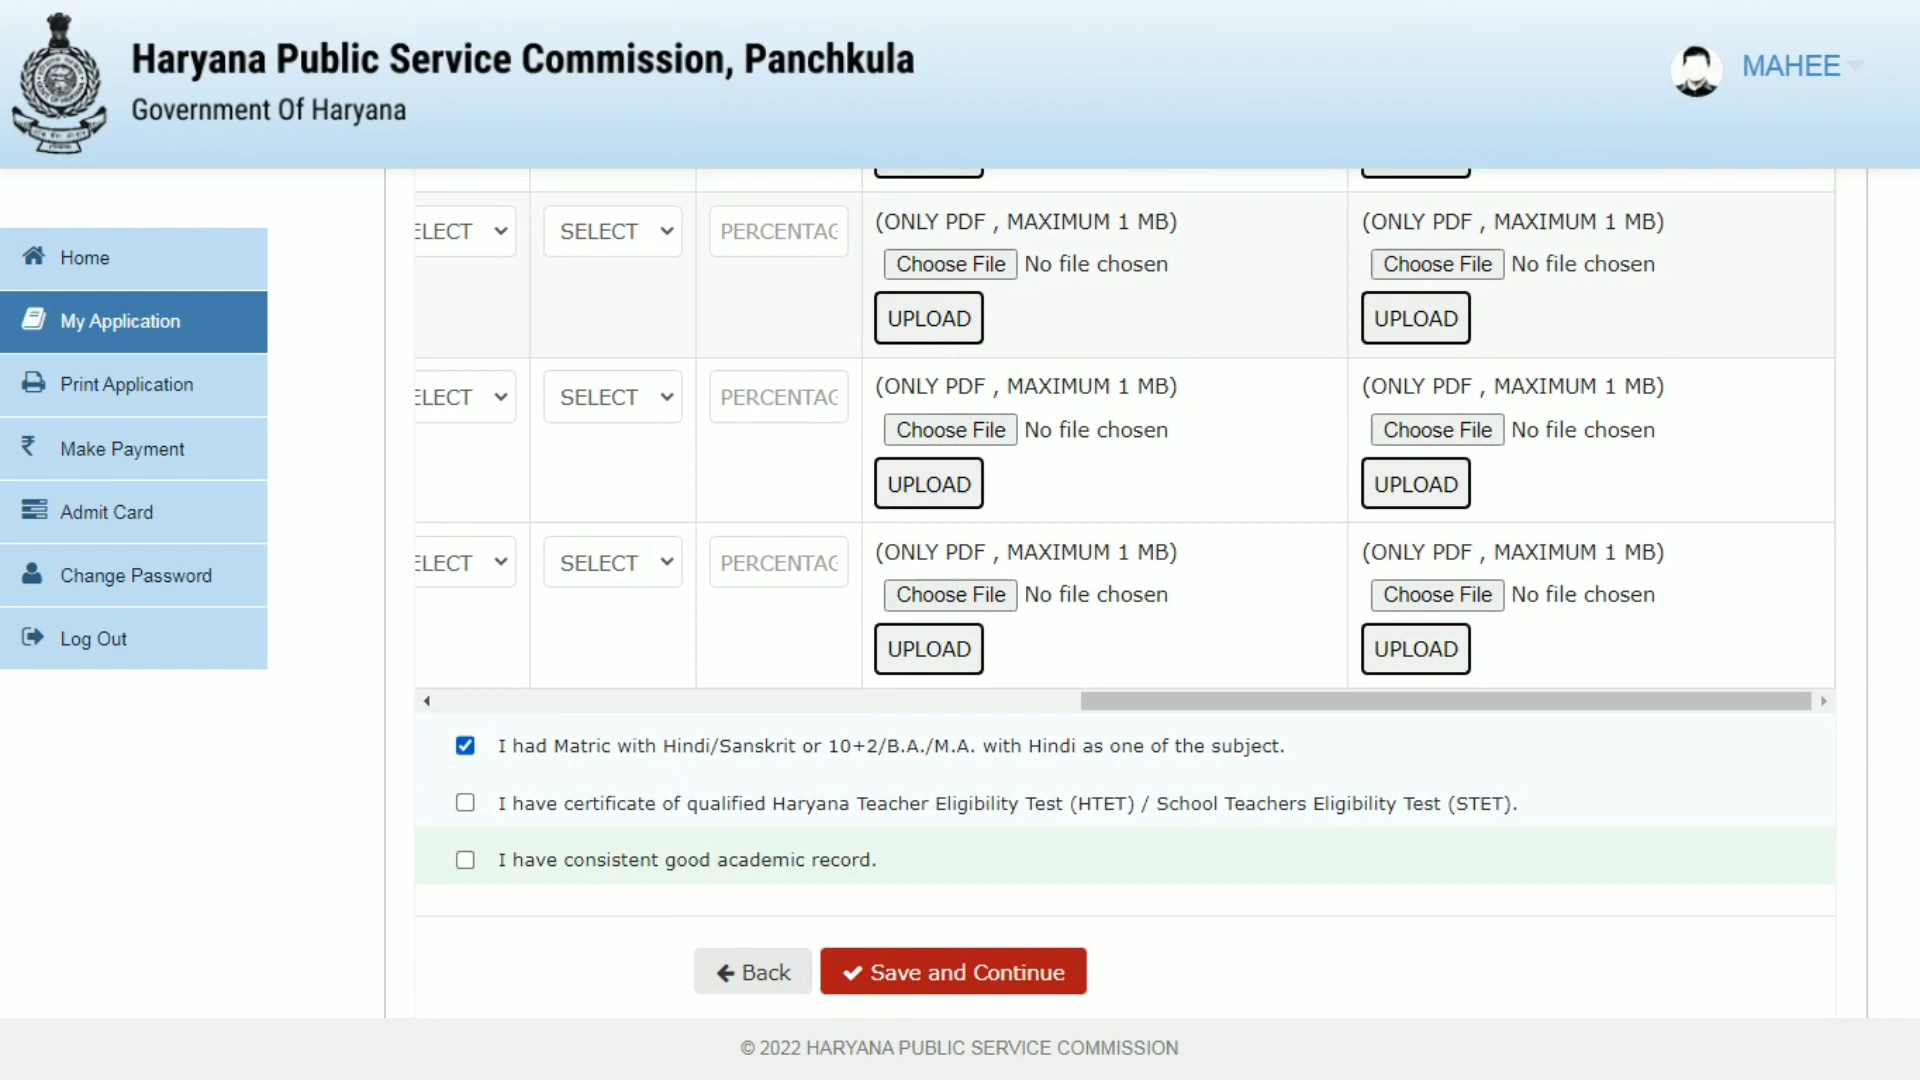 Haryana Public Service Commission, Panchkula
Government Of Haryana
MAHEE
Home
My Application
Print Application
Make Payment
Admit Card
Change Password
Log Out
ELECT SELECT PERCENTAG (ONLY PDF , MAXIMUM 1 MB) (ONLY PDF , MAXIMUM 1 MB)
Choose File No file chosen Choose File No file chosen
UPLOAD UPLOAD
ELECT SELECT PERCENTAG (ONLY PDF , MAXIMUM 1 MB) (ONLY PDF , MAXIMUM 1 MB)
Choose File No file chosen Choose File No file chosen
UPLOAD UPLOAD
ELECT SELECT PERCENTAG (ONLY PDF , MAXIMUM 1 MB) (ONLY PDF , MAXIMUM 1 MB)
Choose File No file chosen Choose File No file chosen
UPLOAD UPLOAD
I had Matric with Hindi/Sanskrit or 10+2/B.A./M.A. with Hindi as one of the subject.
I have certificate of qualified Haryana Teacher Eligibility Test (HTET) / School Teachers Eligibility Test (STET).
I have consistent good academic record.
Back Save and Continue
© 2022 HARYANA PUBLIC SERVICE COMMISSION